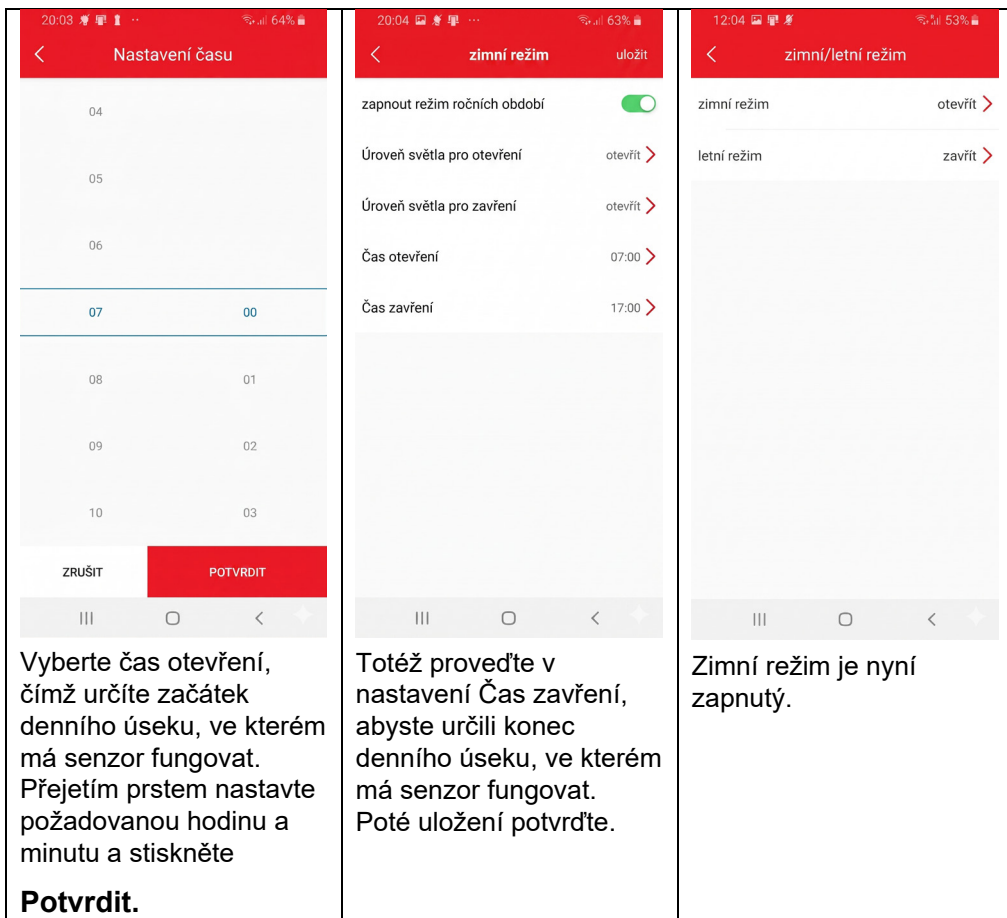 20:03 64%
Nastavení času
04
05
06
07 00
08 01
09 02
10 03
ZRUŠIT POTVRDIT
Vyberte čas otevření,
čímž určíte začátek
denního úseku, ve kterém
má senzor fungovat.
Přejetím prstem nastavte
požadovanou hodinu a
minutu a stiskněte
Potvrdit.
20:04 63%
zimní režim uložit
zapnout režim ročních období
Úroveň světla pro otevření otevřít
Úroveň světla pro zavření otevřít
Čas otevření 07:00
Čas zavření 17:00
Totéž proveďte v
nastavení Čas zavření,
abyste určili konec
denního úseku, ve kterém
má senzor fungovat.
Poté uložení potvrďte.
12:04 53%
zimní/letní režim
zimní režim otevřít
letní režim zavřít
Zimní režim je nyní
zapnutý.